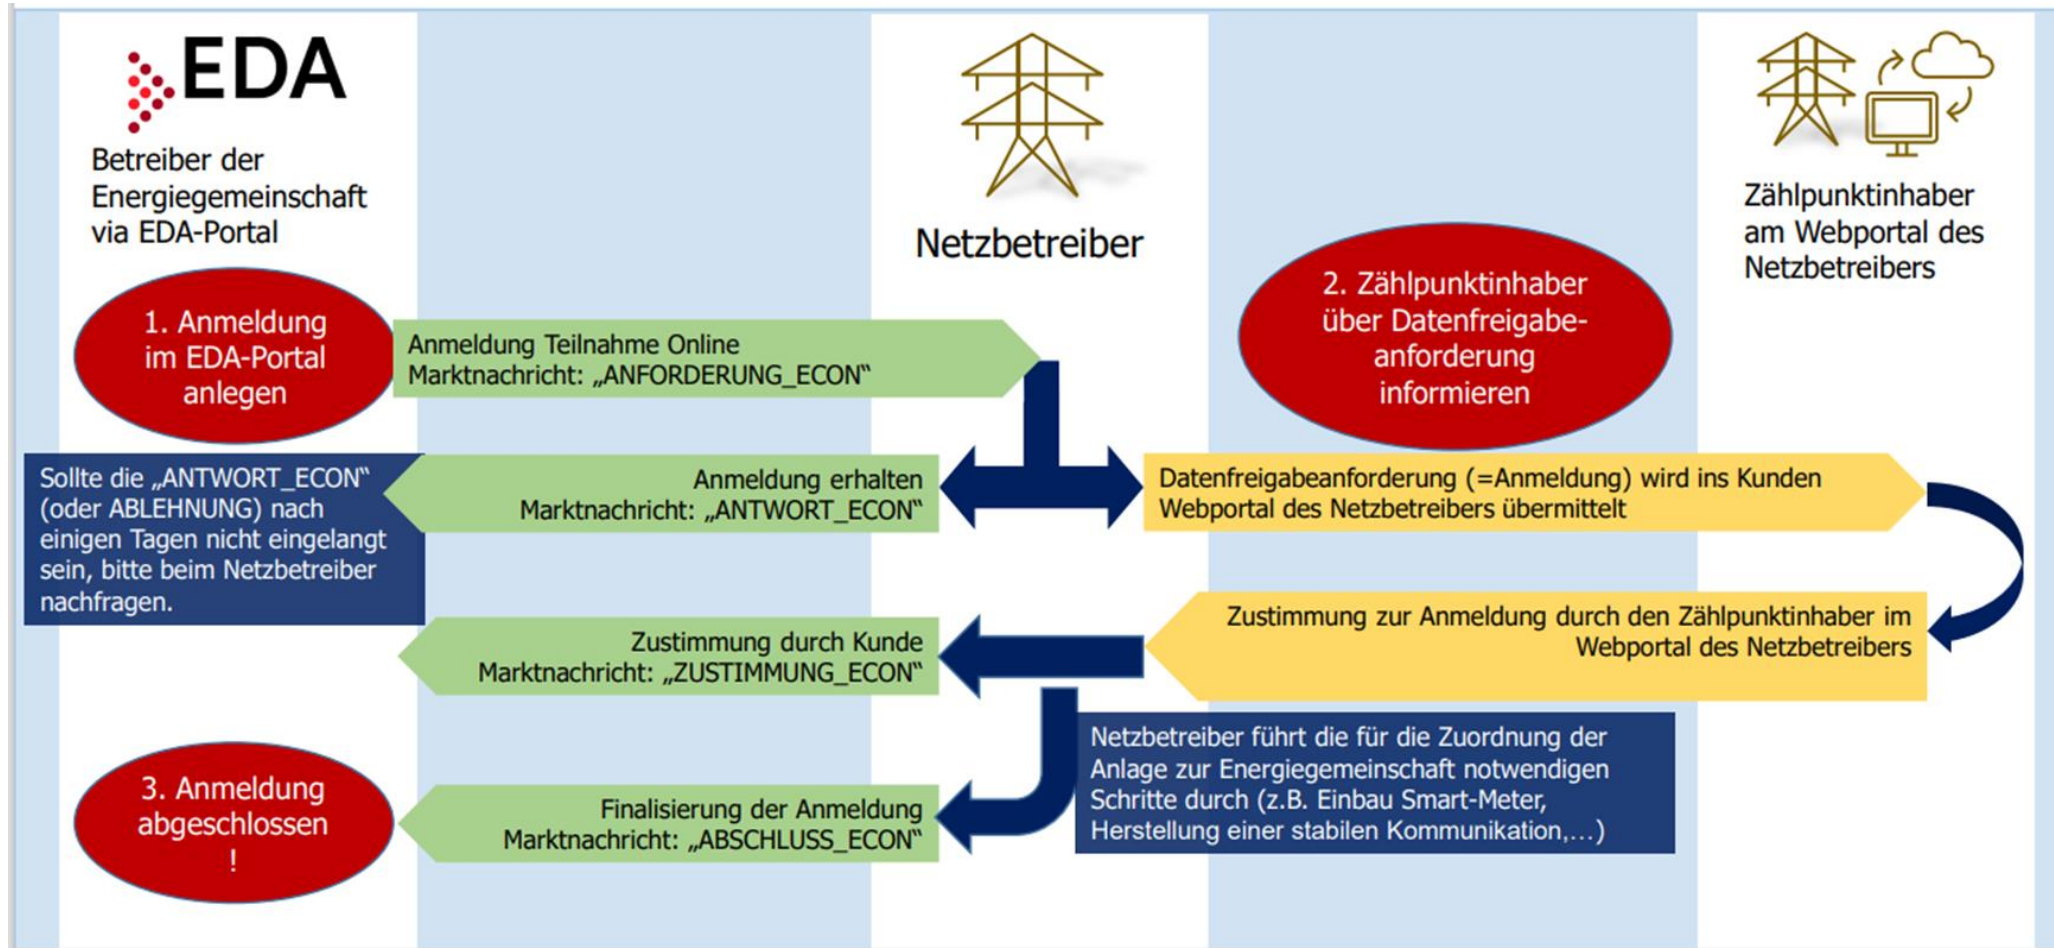 EDA
Betreiber der
Energiegemeinschaft
via EDA-Portal
Netzbetreiber
Zählpunktinhaber
am Webportal des
Netzbetreibers
1. Anmeldung
im EDA-Portal
anlegen
Anmeldung Teilnahme Online
Marktnachricht: „ANFORDERUNG_ECON“
2. Zählpunktinhaber
über Datenfreigabe-
anforderung
informieren
Sollte die „ANTWORT_ECON“
(oder ABLEHNUNG) nach
einigen Tagen nicht eingelangt
sein, bitte beim Netzbetreiber
nachfragen.
Anmeldung erhalten
Marktnachricht: „ANTWORT_ECON“
Datenfreigabeanforderung (=Anmeldung) wird ins Kunden
Webportal des Netzbetreibers übermittelt
Zustimmung zur Anmeldung durch den Zählpunktinhaber im
Webportal des Netzbetreibers
Zustimmung durch Kunde
Marktnachricht: „ZUSTIMMUNG_ECON“
Netzbetreiber führt die für die Zuordnung der
Anlage zur Energiegemeinschaft notwendigen
Schritte durch (z.B. Einbau Smart-Meter,
Herstellung einer stabilen Kommunikation,...)
3. Anmeldung
abgeschlossen
!
Finalisierung der Anmeldung
Marktnachricht: „ABSCHLUSS_ECON“